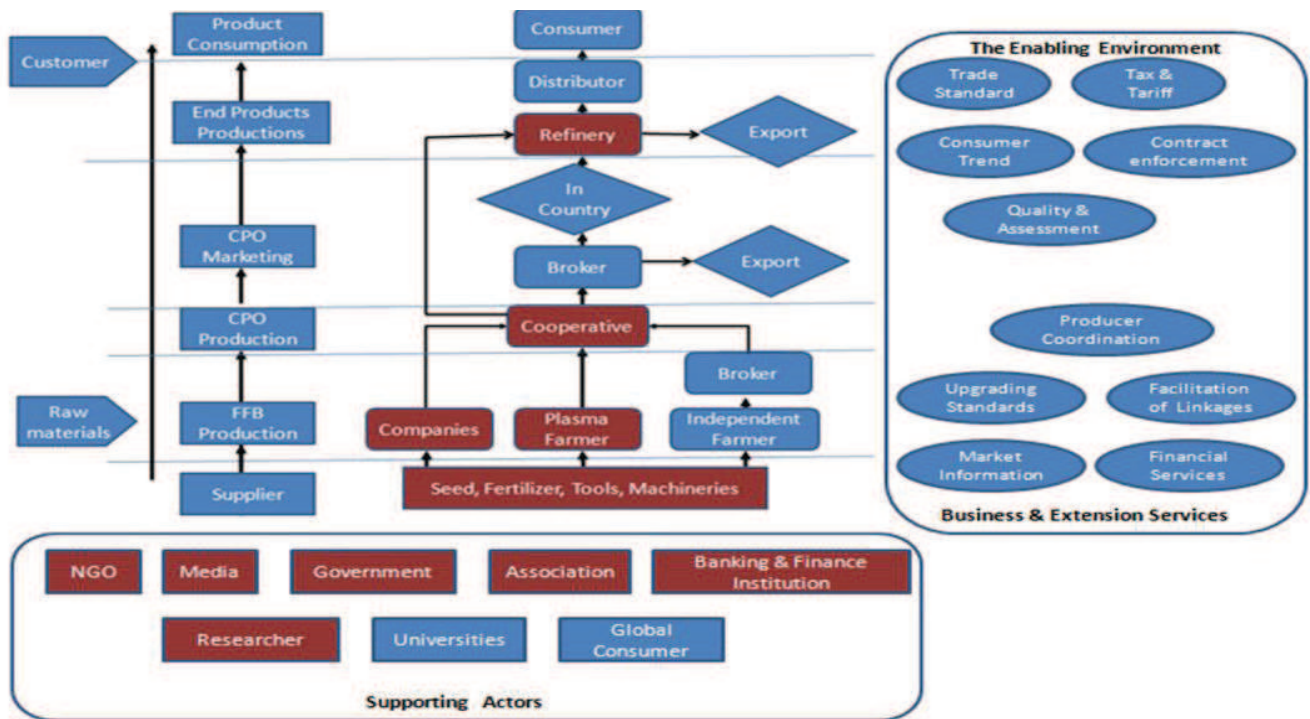 Product
Consumption
Consumer
The Enabling Environment
Customer
Distributor
Trade
Standard
Tax &
Tariff
End Products
Productions
Refinery
Export
Consumer
Trend
Contract
enforcement
In
Country
Quality &
Assessment
CPO
Marketing
Broker
Export
CPO
Production
Cooperative
Producer
Coordination
Broker
Raw
materials
FFB
Production
Companies
Plasma
Farmer
Independent
Farmer
Upgrading
Standards
Facilitation
of Linkages
Supplier
Seed, Fertilizer, Tools, Machineries
Market
Information
Financial
Services
Business & Extension Services
NGO
Media
Government
Association
Banking & Finance
Institution
Researcher
Universities
Global
Consumer
Supporting Actors